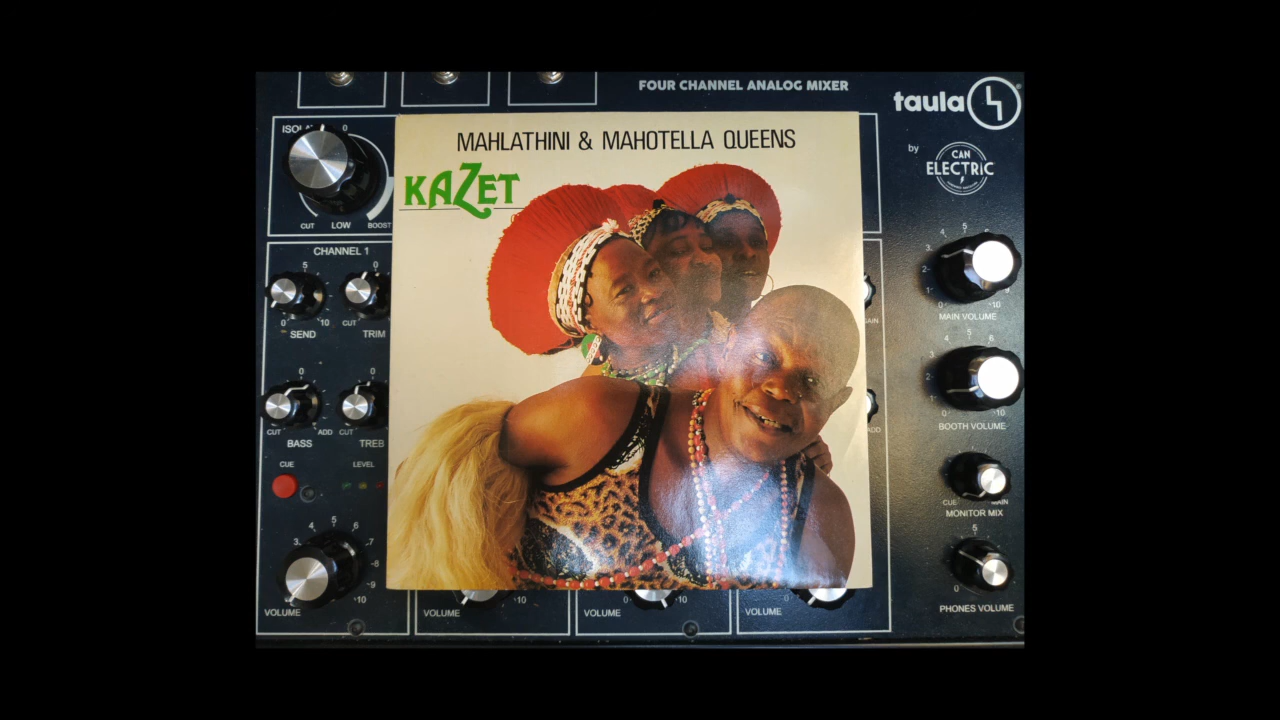 FOUR CHANNEL ANALOG MIXER
taula
by
CAN
ELECTRIC
MAHLATHINI & MAHOTELLA QUEENS
KAZET
0
CUT LOW BOOST
CHANNEL 1
5 0
0 10 CUT
SEND TRIM
0 0
CUT ADD CUT
BASS TREB
CUE LEVEL
5
4 6
3 7
8
9
10
VOLUME
10
VOLUME
10
VOLUME
0
VOLUME
5
4
3
2
1
0 10
MAIN VOLUME
5
4 6
3
2
1
0 10
BOOTH VOLUME
CUE MAIN
MONITOR MIX
5
0
PHONES VOLUME
ADD